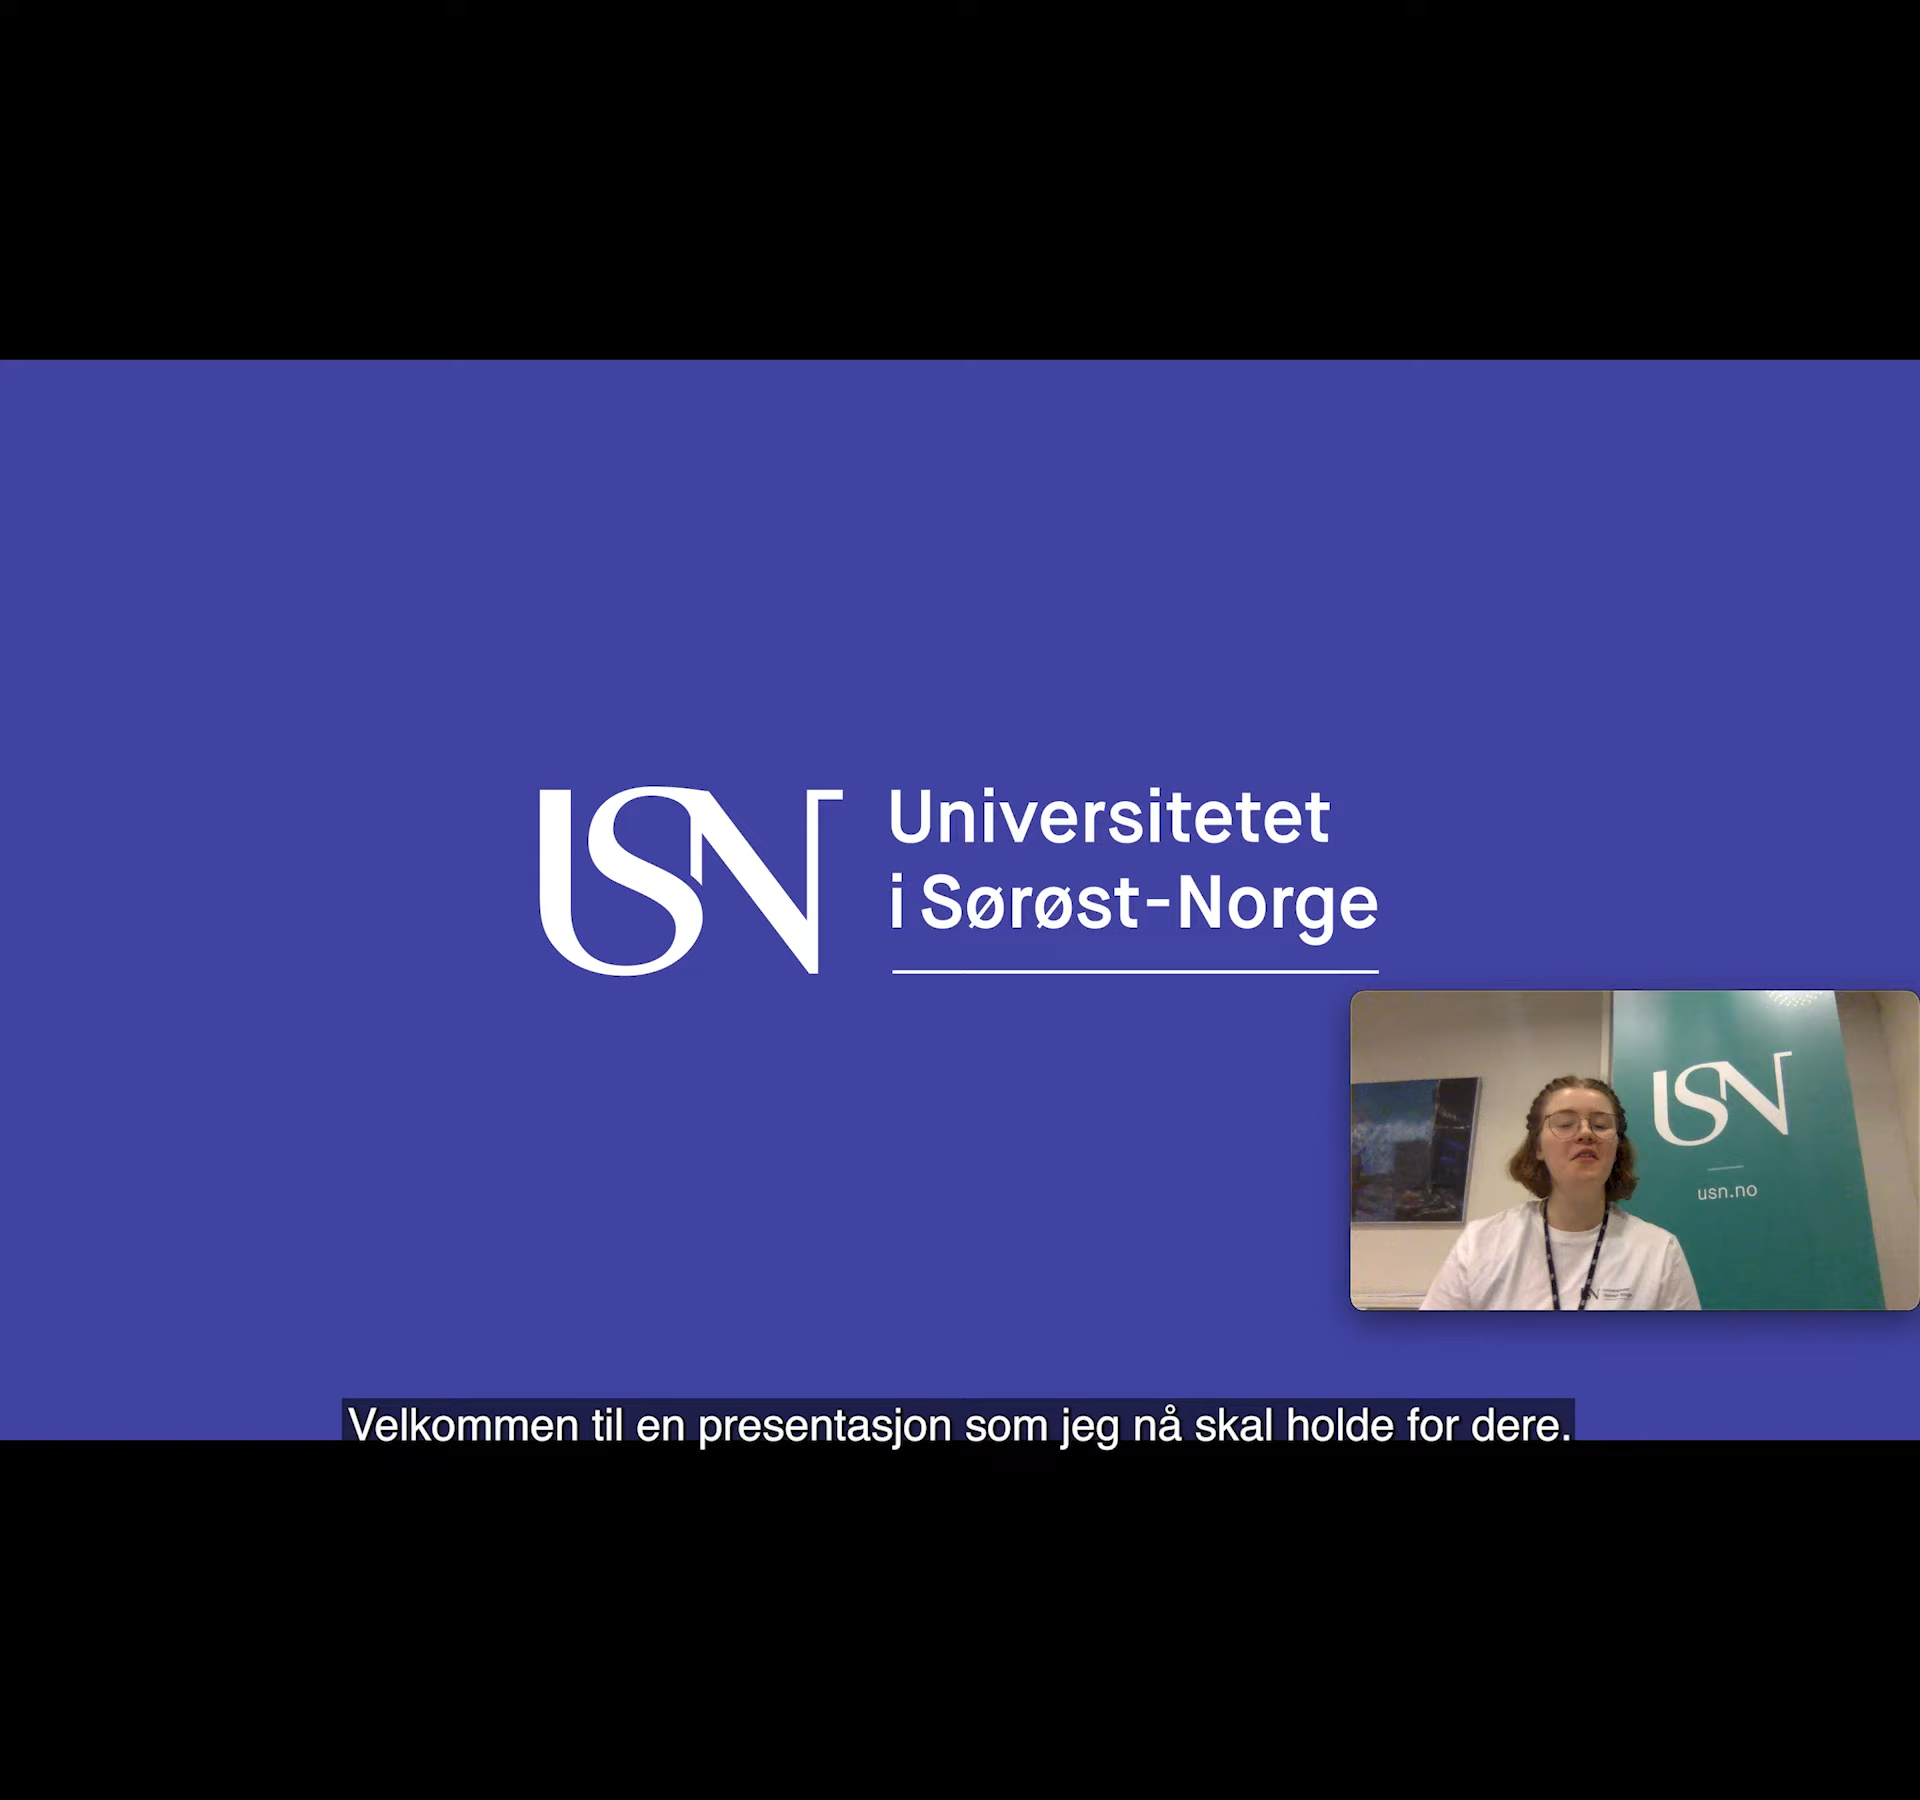 USN
Universitetet
i Sørøst-Norge
USN
usn.no
Velkommen til en presentasjon som jeg nå skal holde for dere.